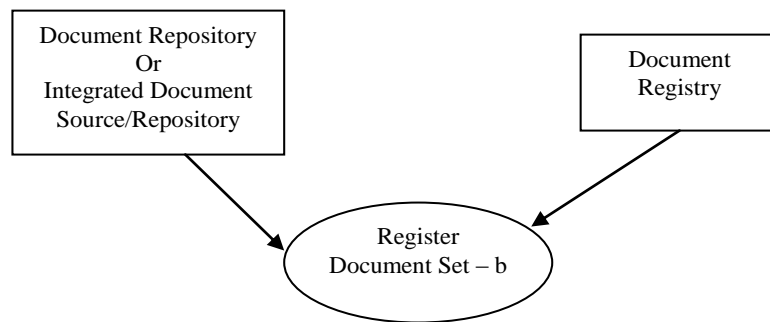 Document Repository
Or
Integrated Document
Source/Repository
Document
Registry
Register
Document Set – b